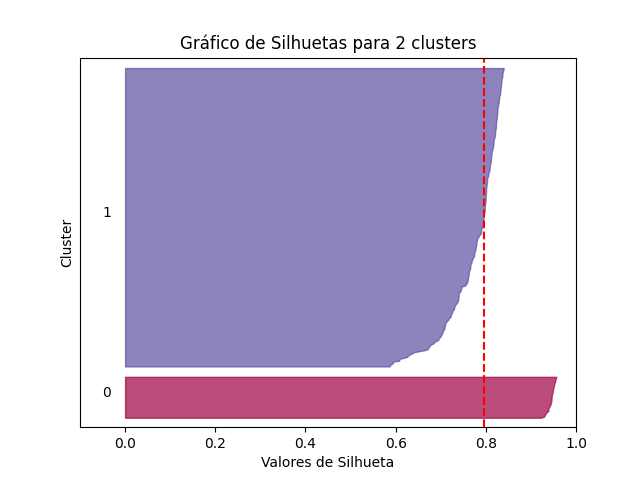 Gráfico de Silhuetas para 2 clusters
Cluster
1
0
0.0 0.2 0.4 0.6 0.8 1.0
Valores de Silhueta